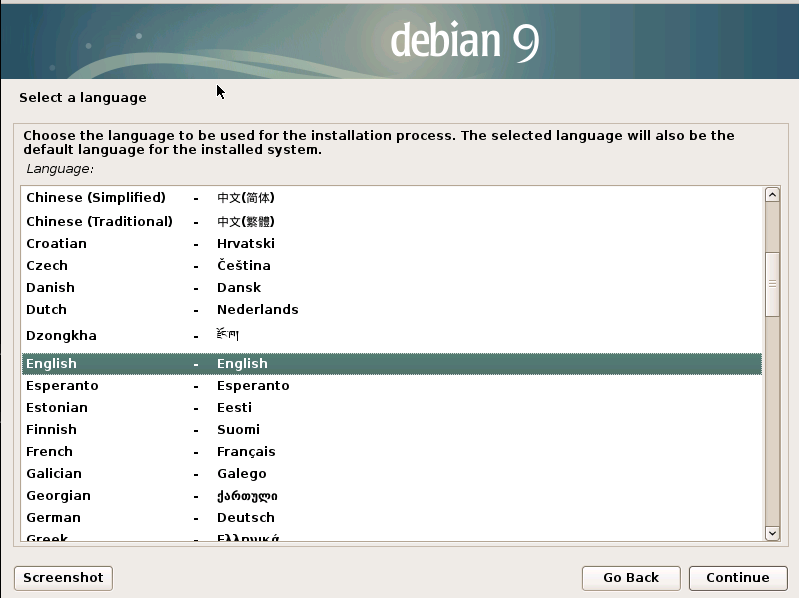 debian 9
Select a language
Choose the language to be used for the installation process. The selected language will also be the
default language for the installed system.
Language:
Chinese (Simplified) - 中文(简体)
Chinese (Traditional) - 中文(繁體)
Croatian - Hrvatski
Czech - Čeština
Danish - Dansk
Dutch - Nederlands
Dzongkha - རྫོང་ཁ།
English - English
Esperanto - Esperanto
Estonian - Eesti
Finnish - Suomi
French - Français
Galician - Galego
Georgian - ქართული
German - Deutsch
Greek - Ελληνικά
Screenshot Go Back Continue